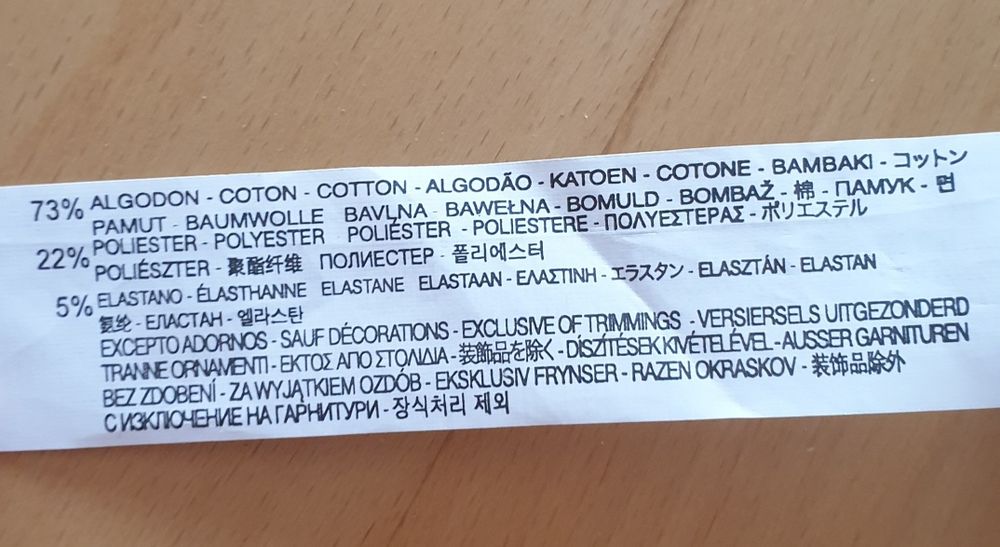 73% ALGODON - COTON - COTTON - ALGODÃO - KATOEN - COTONE - BAMBAKI - コットン
PAMUT - BAUMWOLLE BAVLNA - BAWEŁNA - BOMULD - BOMBAŽ - 棉 - ПАМУК - 면
22% POLIESTER - POLYESTER POLIÉSTER - POLIESTERE - ΠΟΛΥΕΣΤΕΡΑΣ - ポリエステル
POLIÉSZTER - 聚酯纤维 ПОЛИЕСТЕР - 폴리에스터
5% ELASTANO - ÉLASTHANNE ELASTANE ELASTAAN - ΕΛΑΣΤΙΝΗ - エラスタン - ELASZTÁN - ELASTAN
氨纶 - ЕЛАСТАН - 엘라스탄
EXCEPTO ADORNOS - SAUF DÉCORATIONS - EXCLUSIVE OF TRIMMINGS - VERSIERSELS UITGEZONDERD
TRANNE ORNAMENTI - ΕΚΤΟΣ ΑΠΟ ΣΤΟΛΙΔΙΑ - 装飾品を除く - DÍSZÍTÉSEK KIVÉTELÉVEL - AUSSER GARNITUREN
BEZ ZDOBENÍ - ZA WYJĄTKIEM OZDÓB - EKSKLUSIV FRYNSER - RAZEN OKRASKOV - 装饰品除外
С ИЗКЛЮЧЕНИЕ НА ГАРНИТУРИ - 장식처리 제외